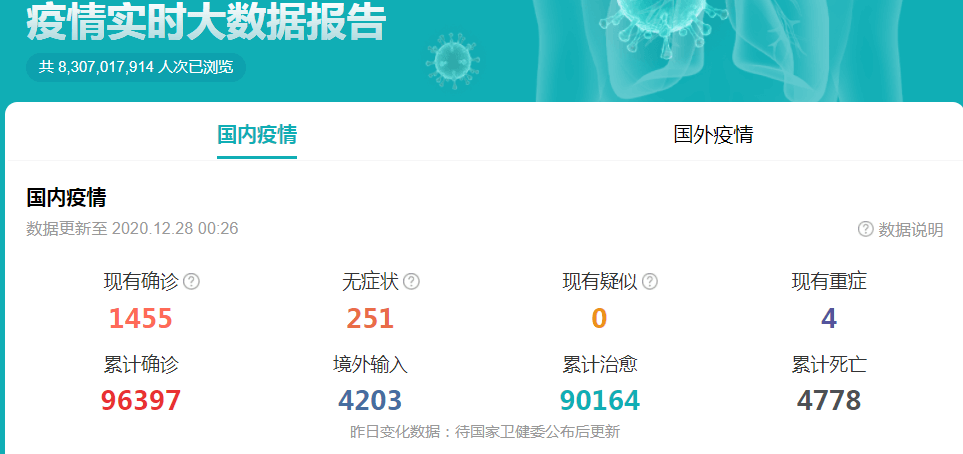 疫情实时大数据报告
共 8,307,017,914 人次已浏览
国内疫情 国外疫情
国内疫情
数据更新至 2020.12.28 00:26 ? 数据说明
现有确诊 ? 无症状 ? 现有疑似 ? 现有重症
1455 251 0 4
累计确诊 境外输入 累计治愈 累计死亡
96397 4203 90164 4778
昨日变化数据：待国家卫健委公布后更新